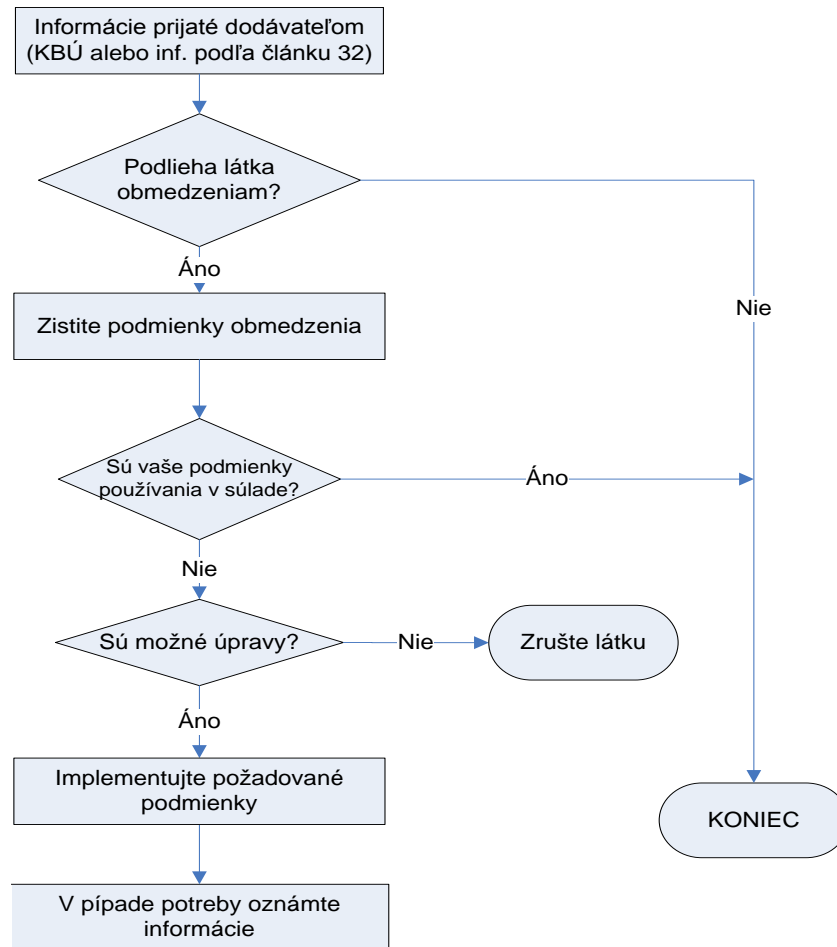 Informácie prijaté dodávateľom
(KBÚ alebo inf. podľa článku 32)
Podlieha látka
obmedzeniam?
Áno
Zistite podmienky obmedzenia
Nie
Sú vaše podmienky
používania v súlade?
Áno
Nie
Sú možné úpravy?
Nie
Zrušte látku
Áno
Implementujte požadované
podmienky
KONIEC
V pípade potreby oznámte
informácie